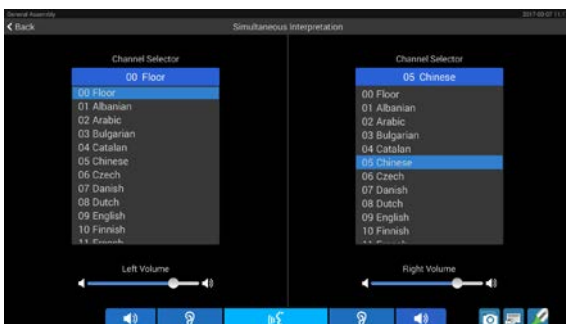 General Assembly
2017-03-07 11:1
Back
Simultaneous Interpretation
Channel Selector
00 Floor
00 Floor
01 Albanian
02 Arabic
03 Bulgarian
04 Catalan
05 Chinese
06 Czech
07 Danish
08 Dutch
09 English
10 Finnish
11 French
Left Volume
Channel Selector
05 Chinese
00 Floor
01 Albanian
02 Arabic
03 Bulgarian
04 Catalan
05 Chinese
06 Czech
07 Danish
08 Dutch
09 English
10 Finnish
Right Volume